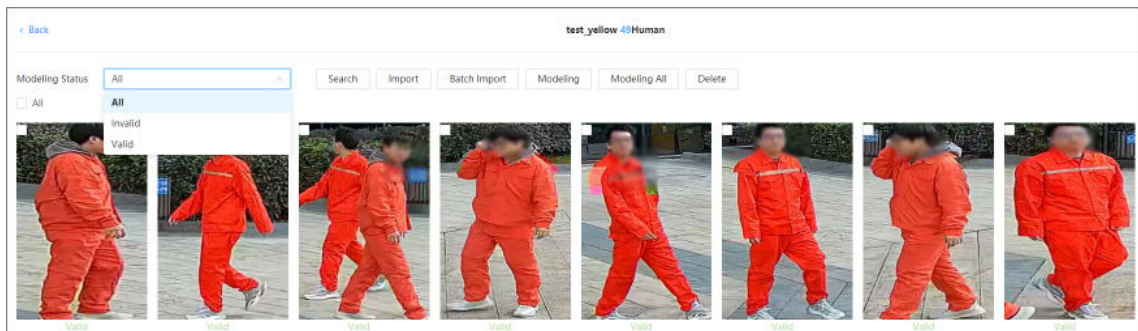 < Back
test_yellow 49Human
Modeling Status All Search Import Batch Import Modeling Modeling All Delete
All
All
Invalid
Valid
Valid Valid Valid Valid Valid Valid Valid Valid